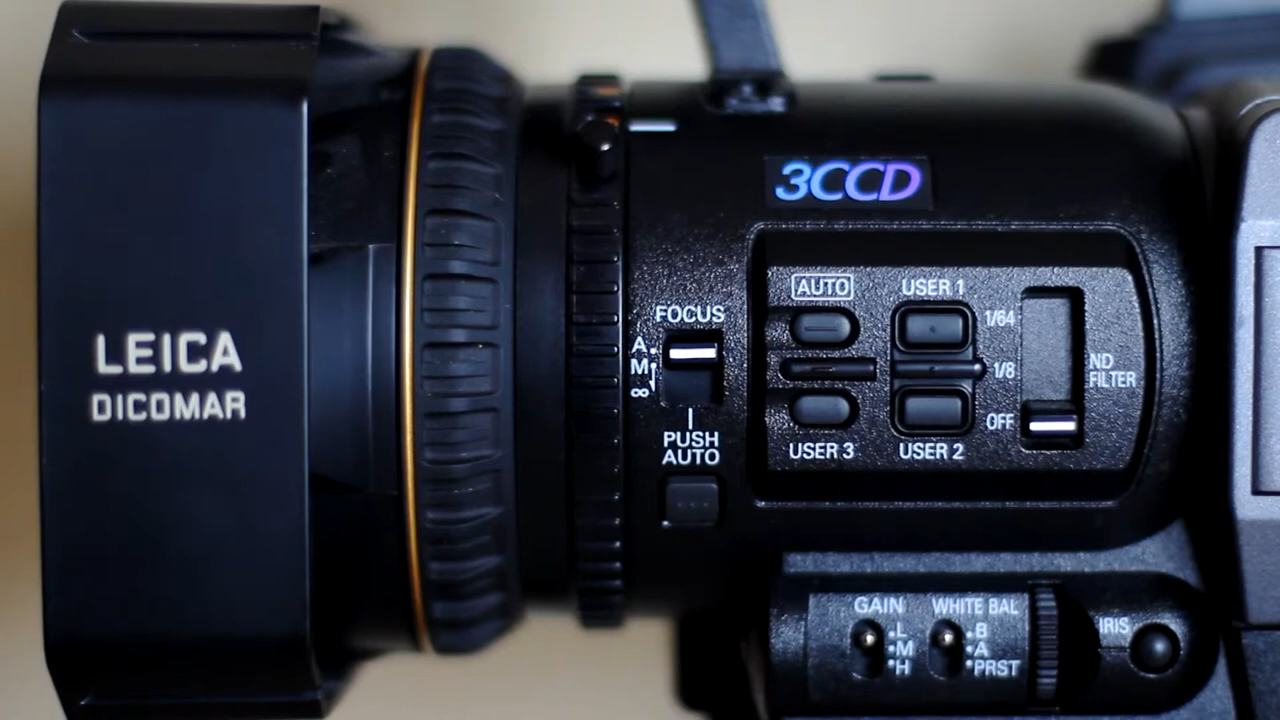 LEICA
DICOMAR
3CCD
FOCUS
A
M
∞
PUSH
AUTO
AUTO
USER 1
USER 3
USER 2
1/64
1/8
OFF
ND
FILTER
GAIN
L
M
H
WHITE BAL
B
A
PRST
IRIS